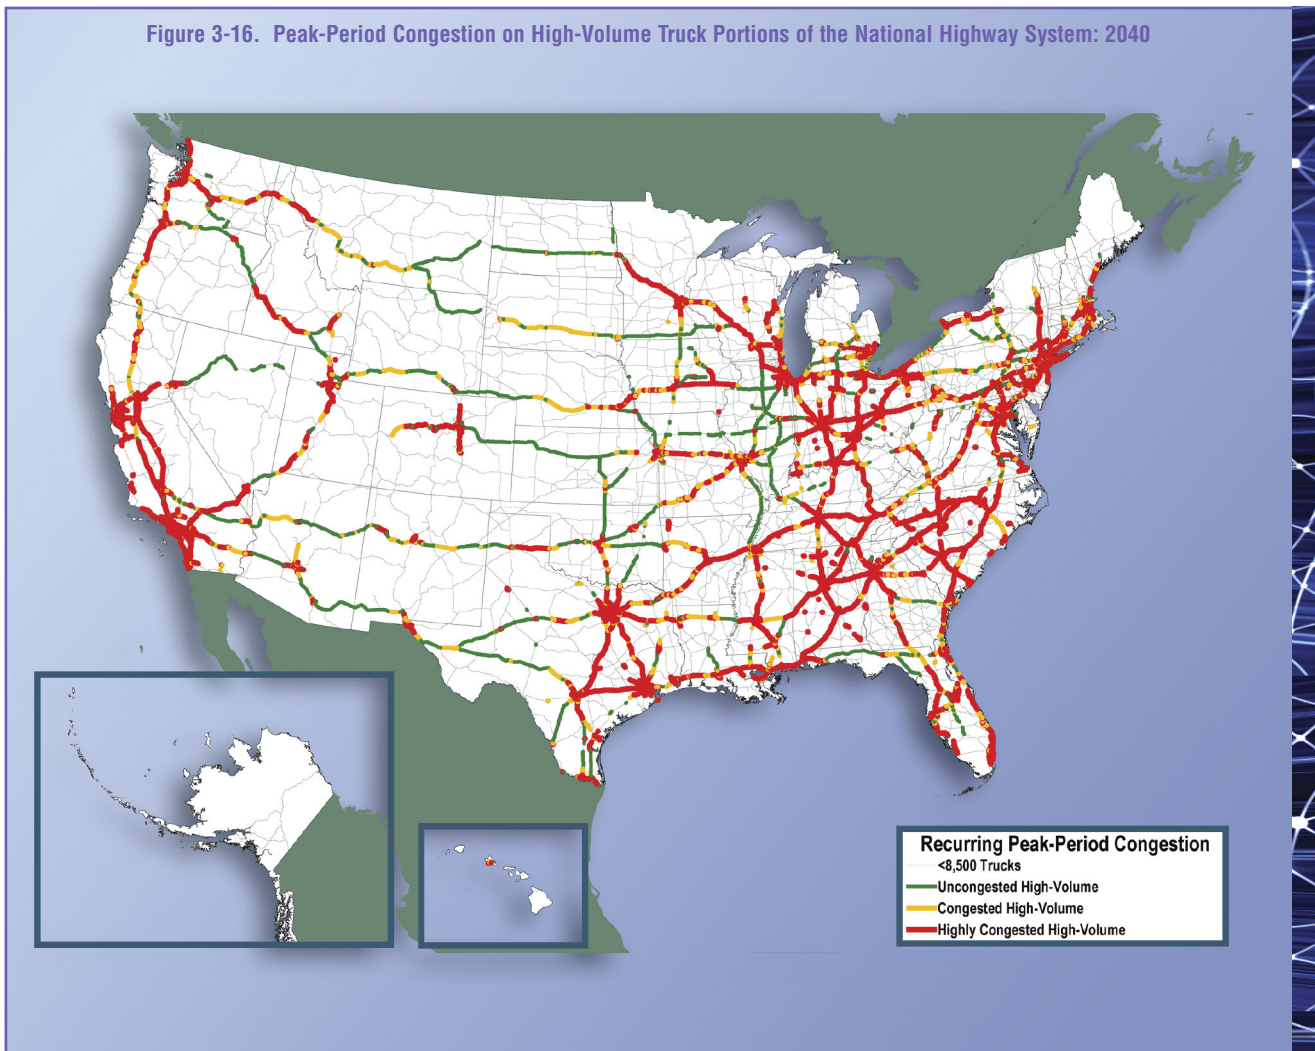 Figure 3-16. Peak-Period Congestion on High-Volume Truck Portions of the National Highway System: 2040
Recurring Peak-Period Congestion
<8,500 Trucks
Uncongested High-Volume
Congested High-Volume
Highly Congested High-Volume